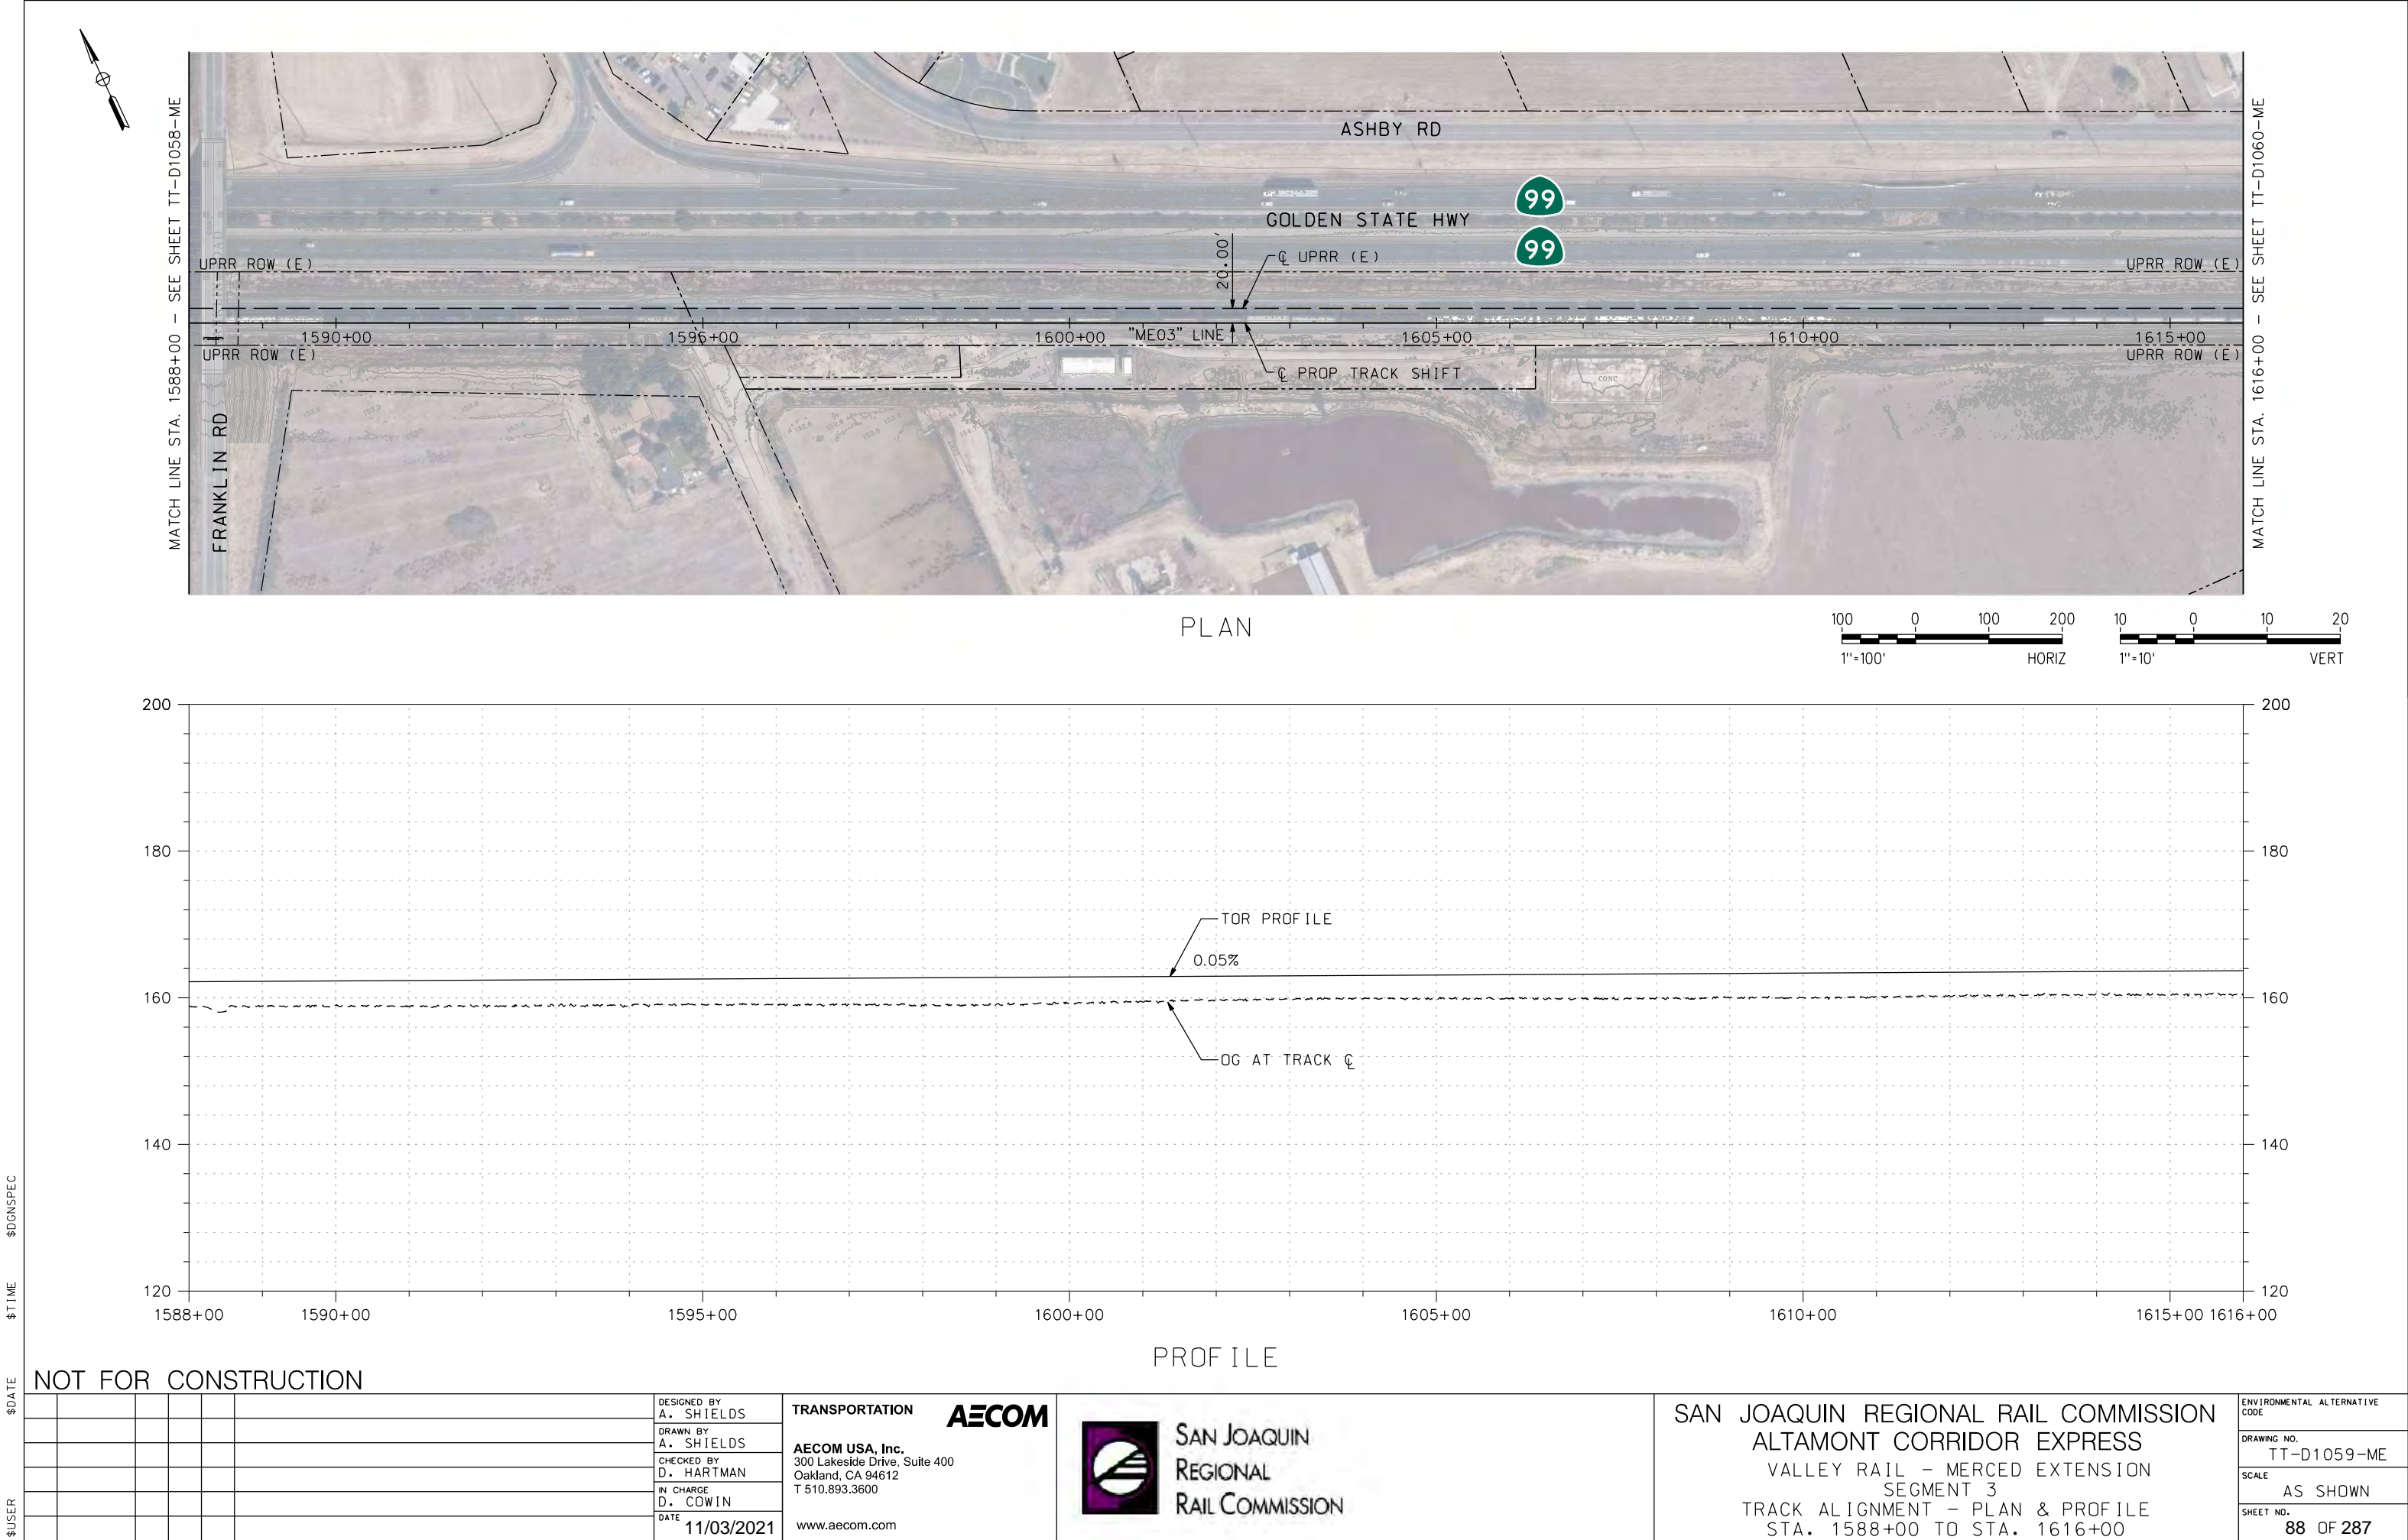 MATCH LINE STA. 1588+00 - SEE SHEET TT-D1058-ME
MATCH LINE STA. 1616+00 - SEE SHEET TT-D1060-ME
ASHBY RD
99
GOLDEN STATE HWY
99
UPRR ROW (E)
20.00'
℄ UPRR (E)
UPRR ROW (E)
1590+00
1595+00
1600+00
"ME03" LINE
1605+00
1610+00
1615+00
UPRR ROW (E)
UPRR ROW (E)
℄ PROP TRACK SHIFT
CONC
FRANKLIN RD
PLAN
100 0 100 200
1"=100' HORIZ
10 0 10 20
1"=10' VERT
200 200
180 180
TOR PROFILE
0.05%
160 160
OG AT TRACK ℄
140 140
120 120
1588+00 1590+00 1595+00 1600+00 1605+00 1610+00 1615+00 1616+00
PROFILE
$DGNSPEC
$TIME
$DATE
$USER
NOT FOR CONSTRUCTION
DESIGNED BY
A. SHIELDS
DRAWN BY
A. SHIELDS
CHECKED BY
D. HARTMAN
IN CHARGE
D. COWIN
DATE
11/03/2021
TRANSPORTATION
AECOM
AECOM USA, Inc.
300 Lakeside Drive, Suite 400
Oakland, CA 94612
T 510.893.3600
www.aecom.com
SAN JOAQUIN
REGIONAL
RAIL COMMISSION
SAN JOAQUIN REGIONAL RAIL COMMISSION
ALTAMONT CORRIDOR EXPRESS
VALLEY RAIL - MERCED EXTENSION
SEGMENT 3
TRACK ALIGNMENT - PLAN & PROFILE
STA. 1588+00 TO STA. 1616+00
ENVIRONMENTAL ALTERNATIVE
CODE
DRAWING NO.
TT-D1059-ME
SCALE
AS SHOWN
SHEET NO.
88 OF 287